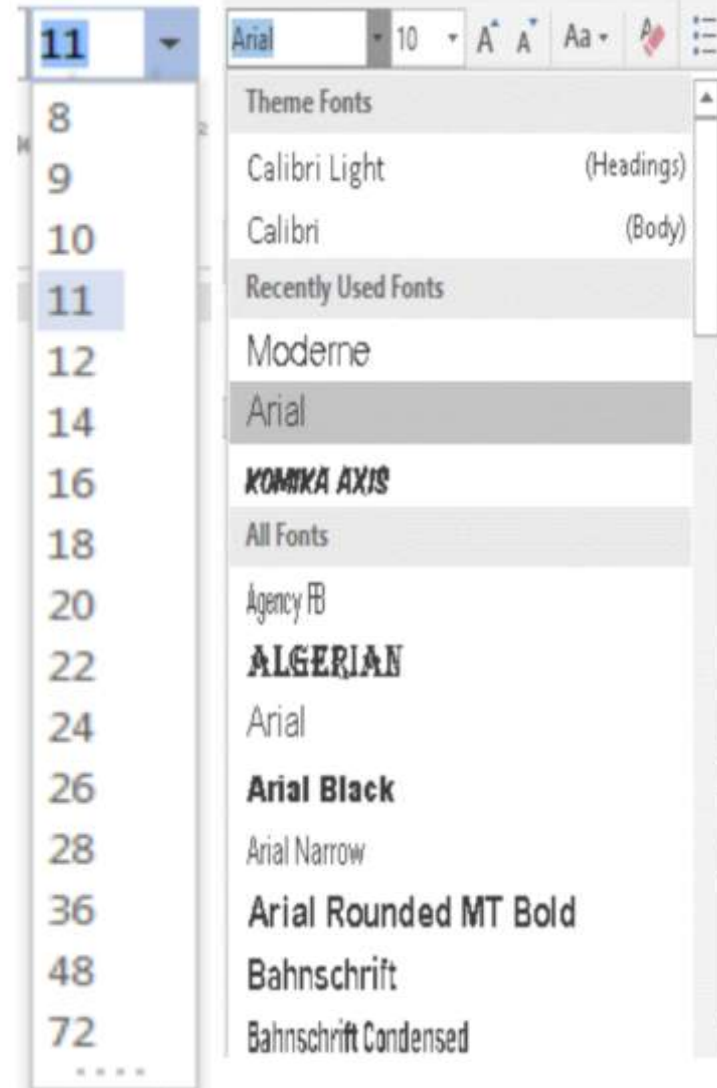 11
8
9
10
11
12
14
16
18
20
22
24
26
28
36
48
72
2
Arial 10 A A Aa A
Theme Fonts
Calibri Light (Headings)
Calibri (Body)
Recently Used Fonts
Moderne
Arial
KOMIKA AXIS
All Fonts
Agency FB
ALGERIAN
Arial
Arial Black
Arial Narrow
Arial Rounded MT Bold
Bahnschrift
Bahnschrift Condensed